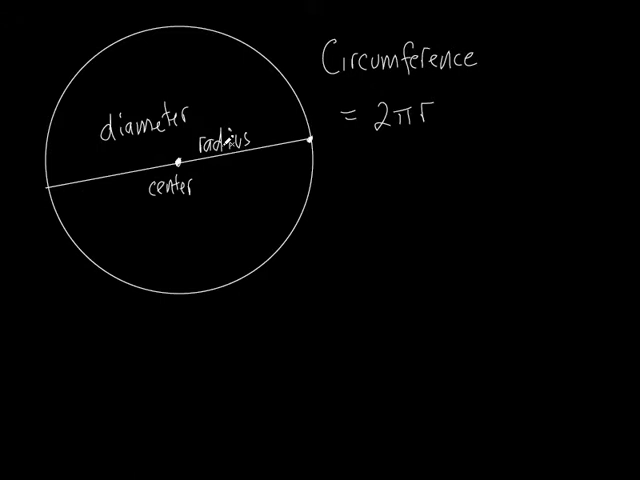 Circumference
= 2πr
diameter
radius
center